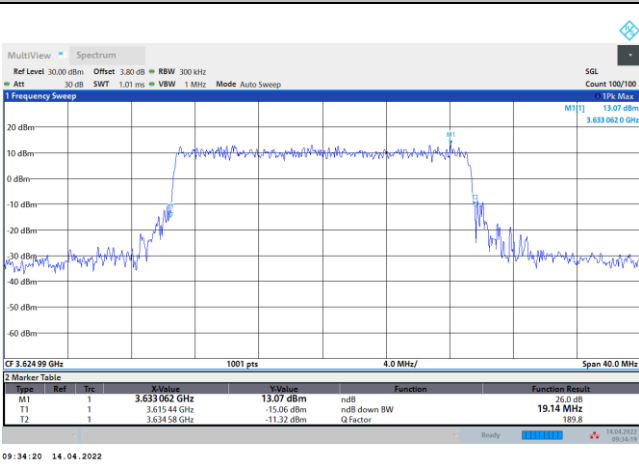 MultiView Spectrum
Ref Level 30.00 dBm Offset 3.80 dB RBW 300 kHz SGL
Att 30 dB SWT 1.01 ms VBW 1 MHz Mode Auto Sweep Count 100/100
1 Frequency Sweep 1Pk Max
M1[1] 13.07 dBm
3.633 062 0 GHz
20 dBm
M1
10 dBm
0 dBm
-10 dBm
-20 dBm
-30 dBm
-40 dBm
-50 dBm
-60 dBm
CF 3.624 99 GHz 1001 pts 4.0 MHz/ Span 40.0 MHz
2 Marker Table
Type Ref Trc X-Value Y-Value Function Function Result
M1 1 3.633 062 GHz 13.07 dBm ndB 26.0 dB
T1 1 3.615 44 GHz -15.06 dBm ndB down BW 19.14 MHz
T2 1 3.634 58 GHz -11.32 dBm Q Factor 189.8
Ready 14.04.2022
09:34:19
09:34:20 14.04.2022